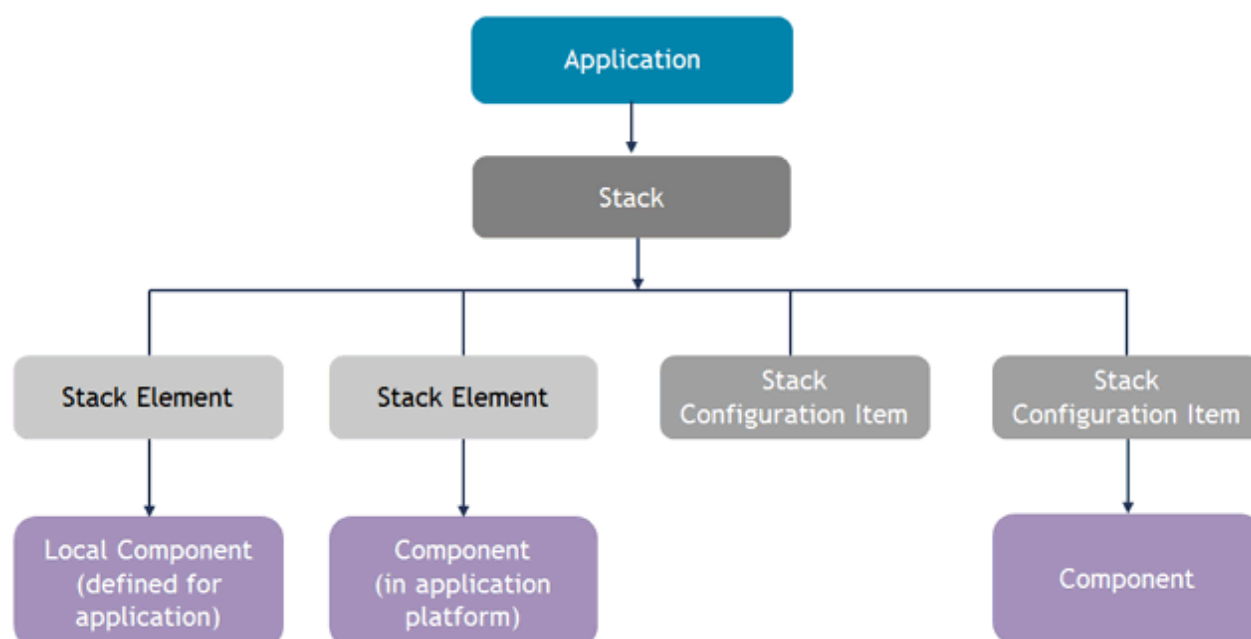 Application
Stack
Stack Element
Stack Element
Stack
Configuration Item
Stack
Configuration Item
Local Component
(defined for
application)
Component
(in application
platform)
Component